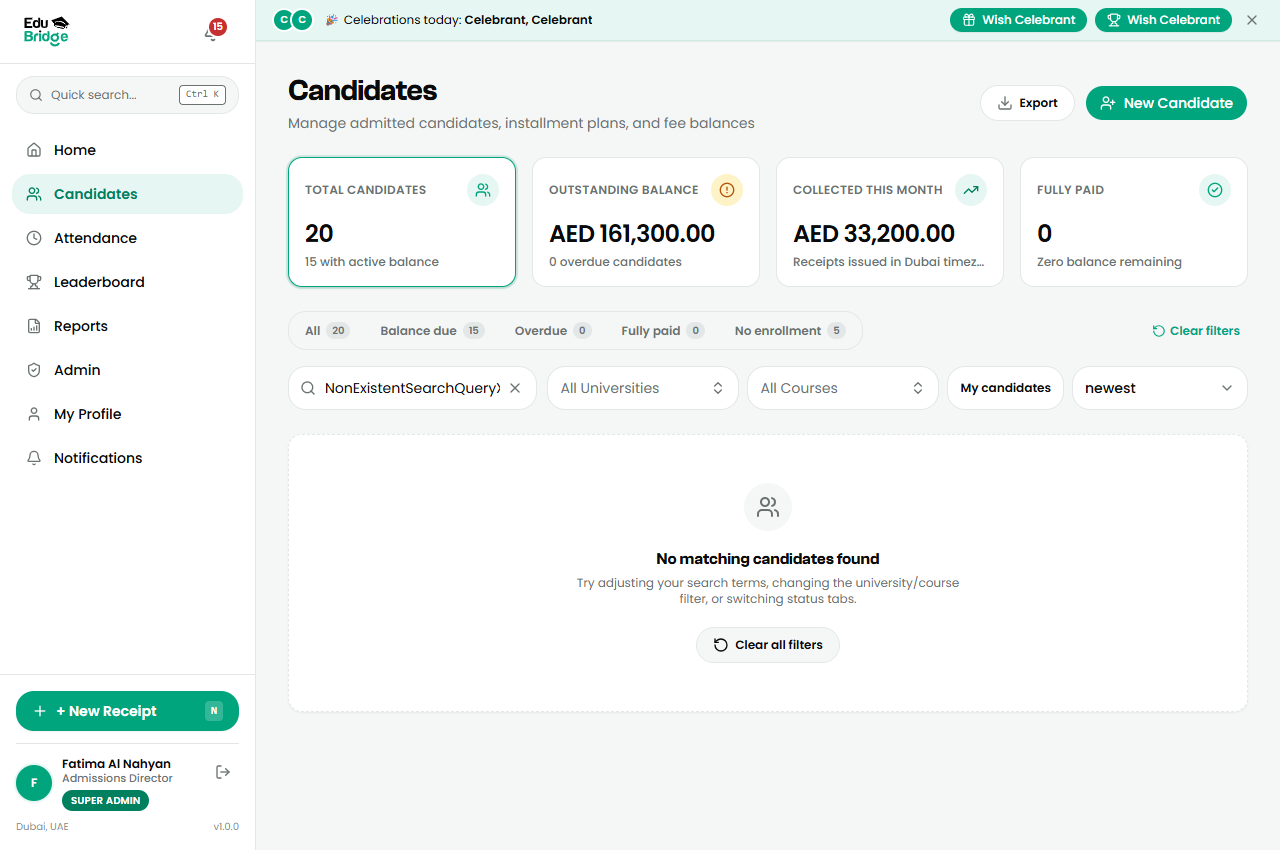 Edu
Bridge
15
C C 🎉 Celebrations today: Celebrant, Celebrant
Wish Celebrant
Wish Celebrant
Quick search...
Ctrl K
Home
Candidates
Attendance
Leaderboard
Reports
Admin
My Profile
Notifications
+ New Receipt
N
F
Fatima Al Nahyan
Admissions Director
SUPER ADMIN
Dubai, UAE
v1.0.0
Candidates
Manage admitted candidates, installment plans, and fee balances
Export
New Candidate
TOTAL CANDIDATES
20
15 with active balance
OUTSTANDING BALANCE
AED 161,300.00
0 overdue candidates
COLLECTED THIS MONTH
AED 33,200.00
Receipts issued in Dubai timez...
FULLY PAID
0
Zero balance remaining
All 20
Balance due 15
Overdue 0
Fully paid 0
No enrollment 5
Clear filters
NonExistentSearchQuery
All Universities
All Courses
My candidates
newest
No matching candidates found
Try adjusting your search terms, changing the university/course
filter, or switching status tabs.
Clear all filters